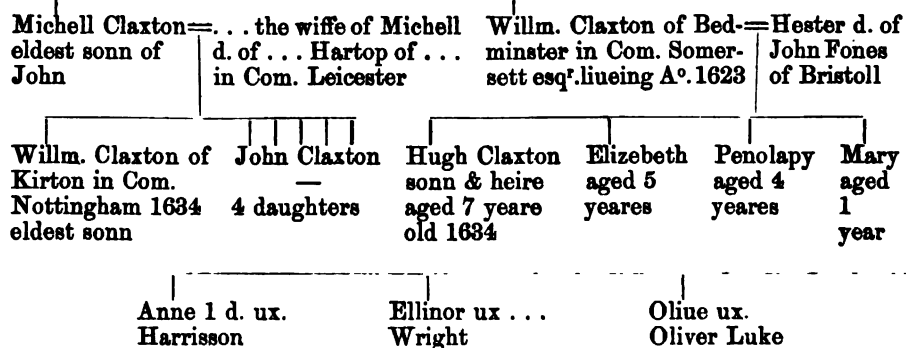 Michell Claxton=. . . the wiffe of Michell
eldest sonn of d. of . . . Hartop of . . .
John in Com. Leicester
Willm. Claxton of Bed-=Hester d. of
minster in Com. Somer- John Fones
sett esqʳ. liueing Aᵒ. 1623 of Bristoll
Willm. Claxton of
Kirton in Com.
Nottingham 1634
eldest sonn
John Claxton
—
4 daughters
Hugh Claxton
sonn & heire
aged 7 yeare
old 1634
Elizebeth
aged 5
yeares
Penolapy
aged 4
yeares
Mary
aged
1
year
Anne 1 d. ux.
Harrisson
Ellinor ux . . .
Wright
Oliue ux.
Oliver Luke